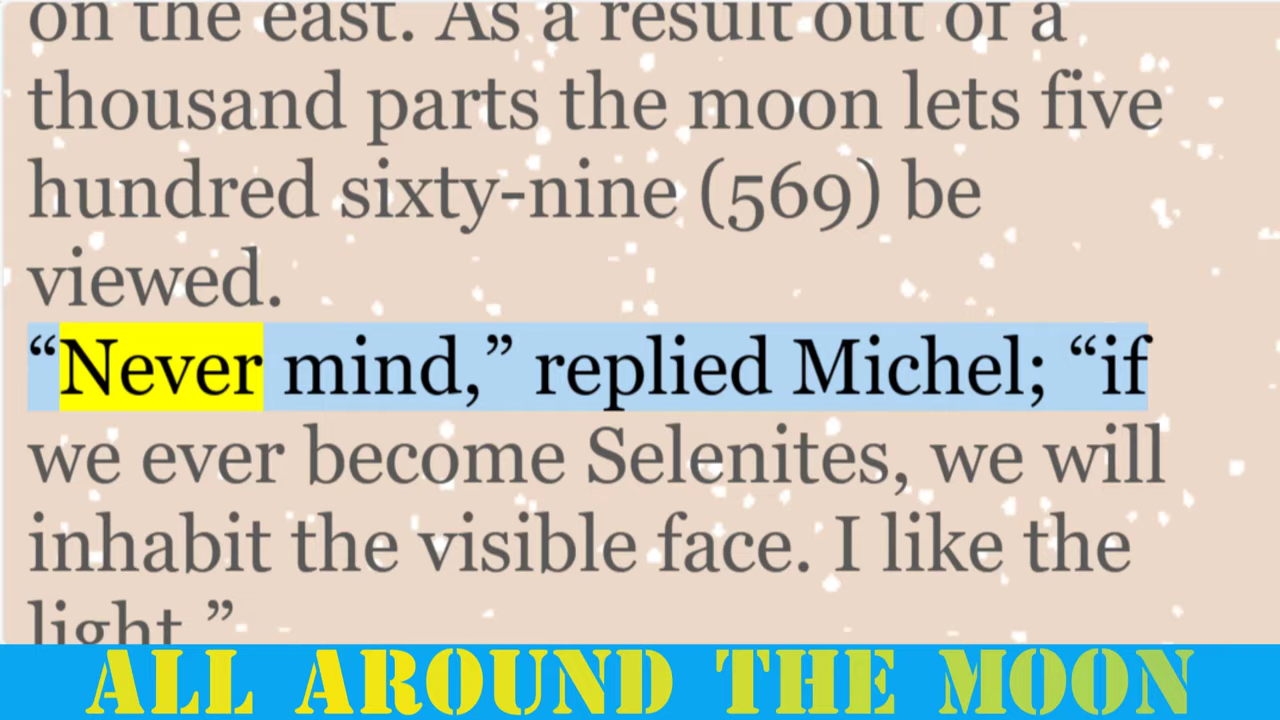 on the east. As a result out of a
thousand parts the moon lets five
hundred sixty-nine (569) be
viewed.
“Never mind,” replied Michel; “if
we ever become Selenites, we will
inhabit the visible face. I like the
light.”
ALL AROUND THE MOON